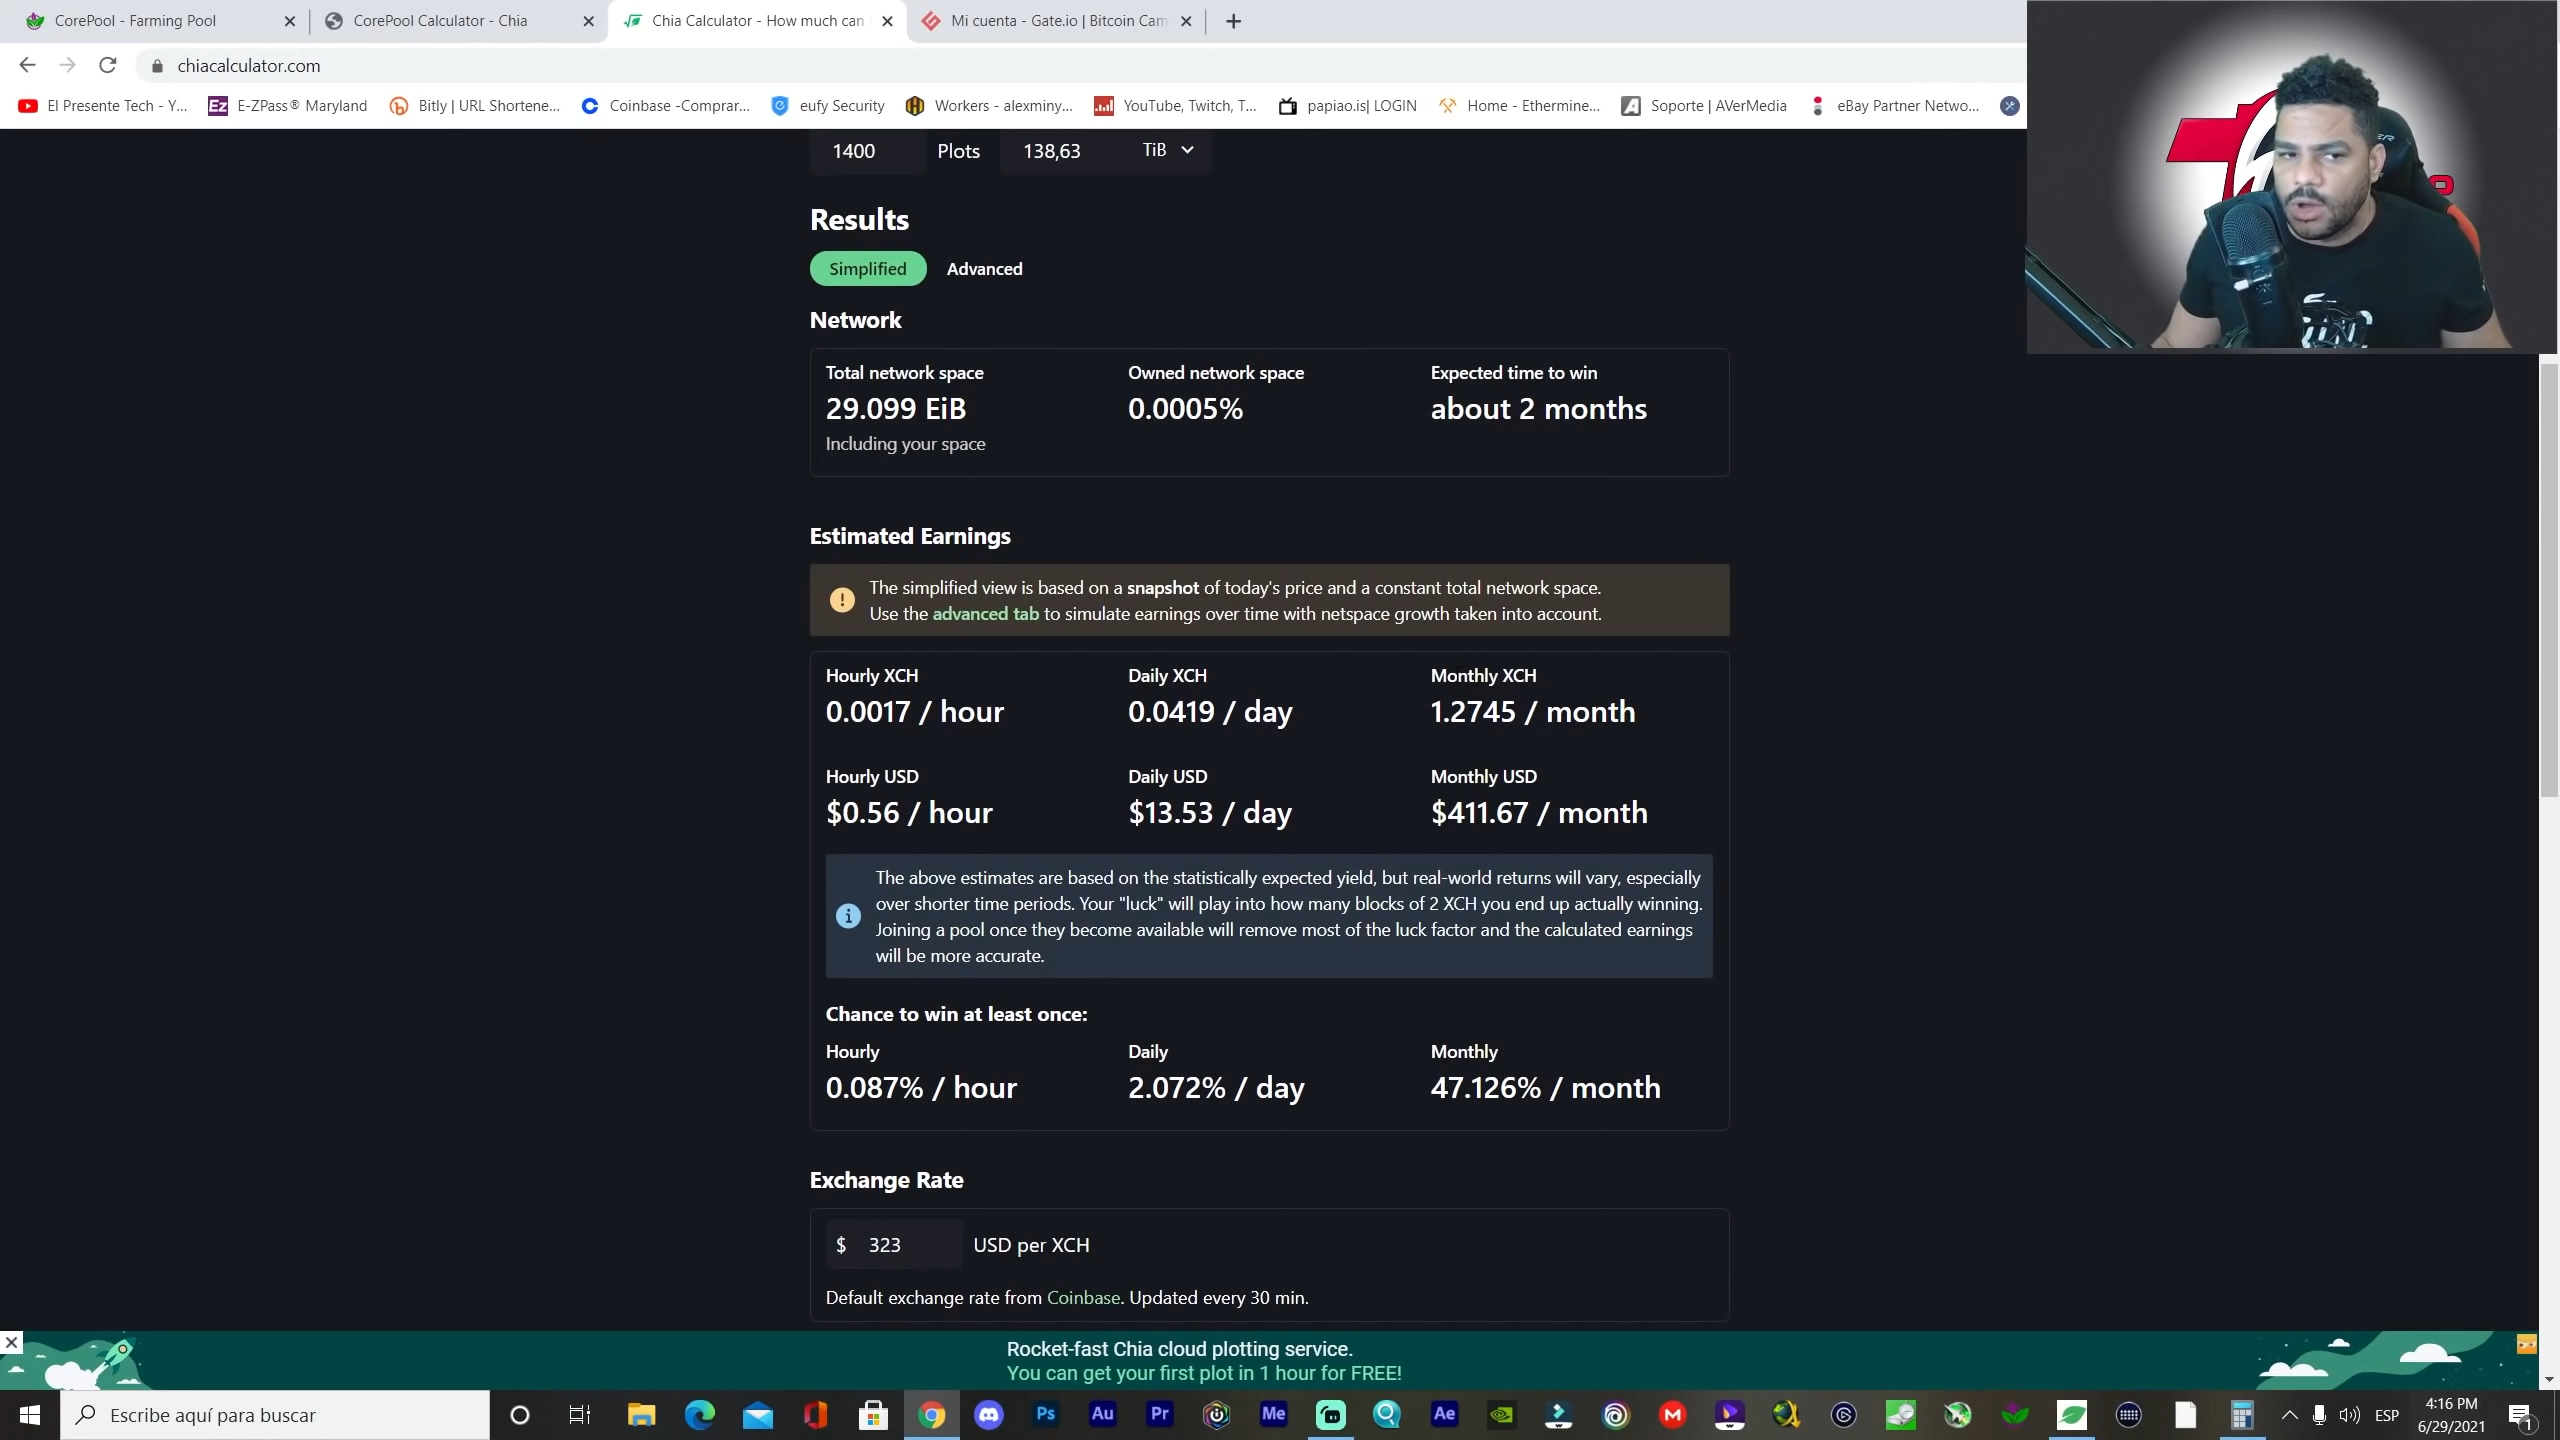 CorePool - Farming Pool
CorePool Calculator - Chia
Chia Calculator - How much can
Mi cuenta - Gate.io | Bitcoin Cam
chiacalculator.com
El Presente Tech - Y...
E-ZPass® Maryland
Bitly | URL Shortene...
Coinbase -Comprar...
eufy Security
Workers - alexminy...
YouTube, Twitch, T...
papiao.is| LOGIN
Home - Ethermine...
Soporte | AVerMedia
eBay Partner Netwo...
1400 Plots 138,63 TiB
Results
Simplified Advanced
Network
Total network space Owned network space Expected time to win
29.099 EiB 0.0005% about 2 months
Including your space
Estimated Earnings
The simplified view is based on a snapshot of today's price and a constant total network space.
Use the advanced tab to simulate earnings over time with netspace growth taken into account.
Hourly XCH Daily XCH Monthly XCH
0.0017 / hour 0.0419 / day 1.2745 / month
Hourly USD Daily USD Monthly USD
$0.56 / hour $13.53 / day $411.67 / month
The above estimates are based on the statistically expected yield, but real-world returns will vary, especially
over shorter time periods. Your "luck" will play into how many blocks of 2 XCH you end up actually winning.
Joining a pool once they become available will remove most of the luck factor and the calculated earnings
will be more accurate.
Chance to win at least once:
Hourly Daily Monthly
0.087% / hour 2.072% / day 47.126% / month
Exchange Rate
$ 323 USD per XCH
Default exchange rate from Coinbase. Updated every 30 min.
Rocket-fast Chia cloud plotting service.
You can get your first plot in 1 hour for FREE!
Escribe aquí para buscar
Ps
Au
Pr
Me
Ae
ESP
4:16 PM
6/29/2021
1